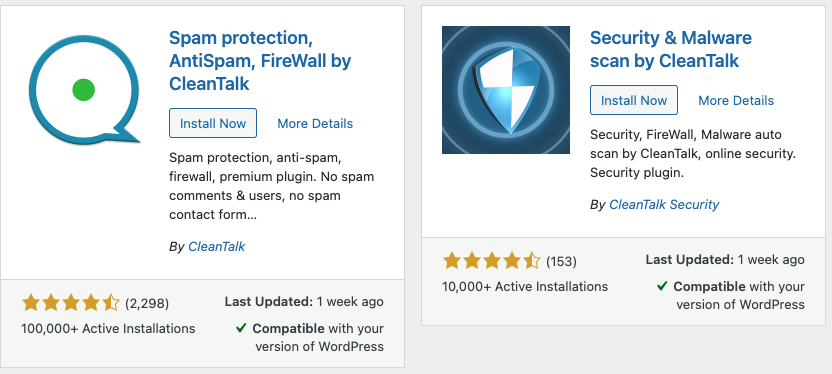 Spam protection,
AntiSpam, FireWall by
CleanTalk
Install Now
More Details
Spam protection, anti-spam,
firewall, premium plugin. No spam
comments & users, no spam
contact form…
By CleanTalk
(2,298)
100,000+ Active Installations
Last Updated: 1 week ago
Compatible with your
version of WordPress
Security & Malware
scan by CleanTalk
Install Now
More Details
Security, FireWall, Malware auto
scan by CleanTalk, online security.
Security plugin.
By CleanTalk Security
(153)
10,000+ Active Installations
Last Updated: 1 week ago
Compatible with your
version of WordPress